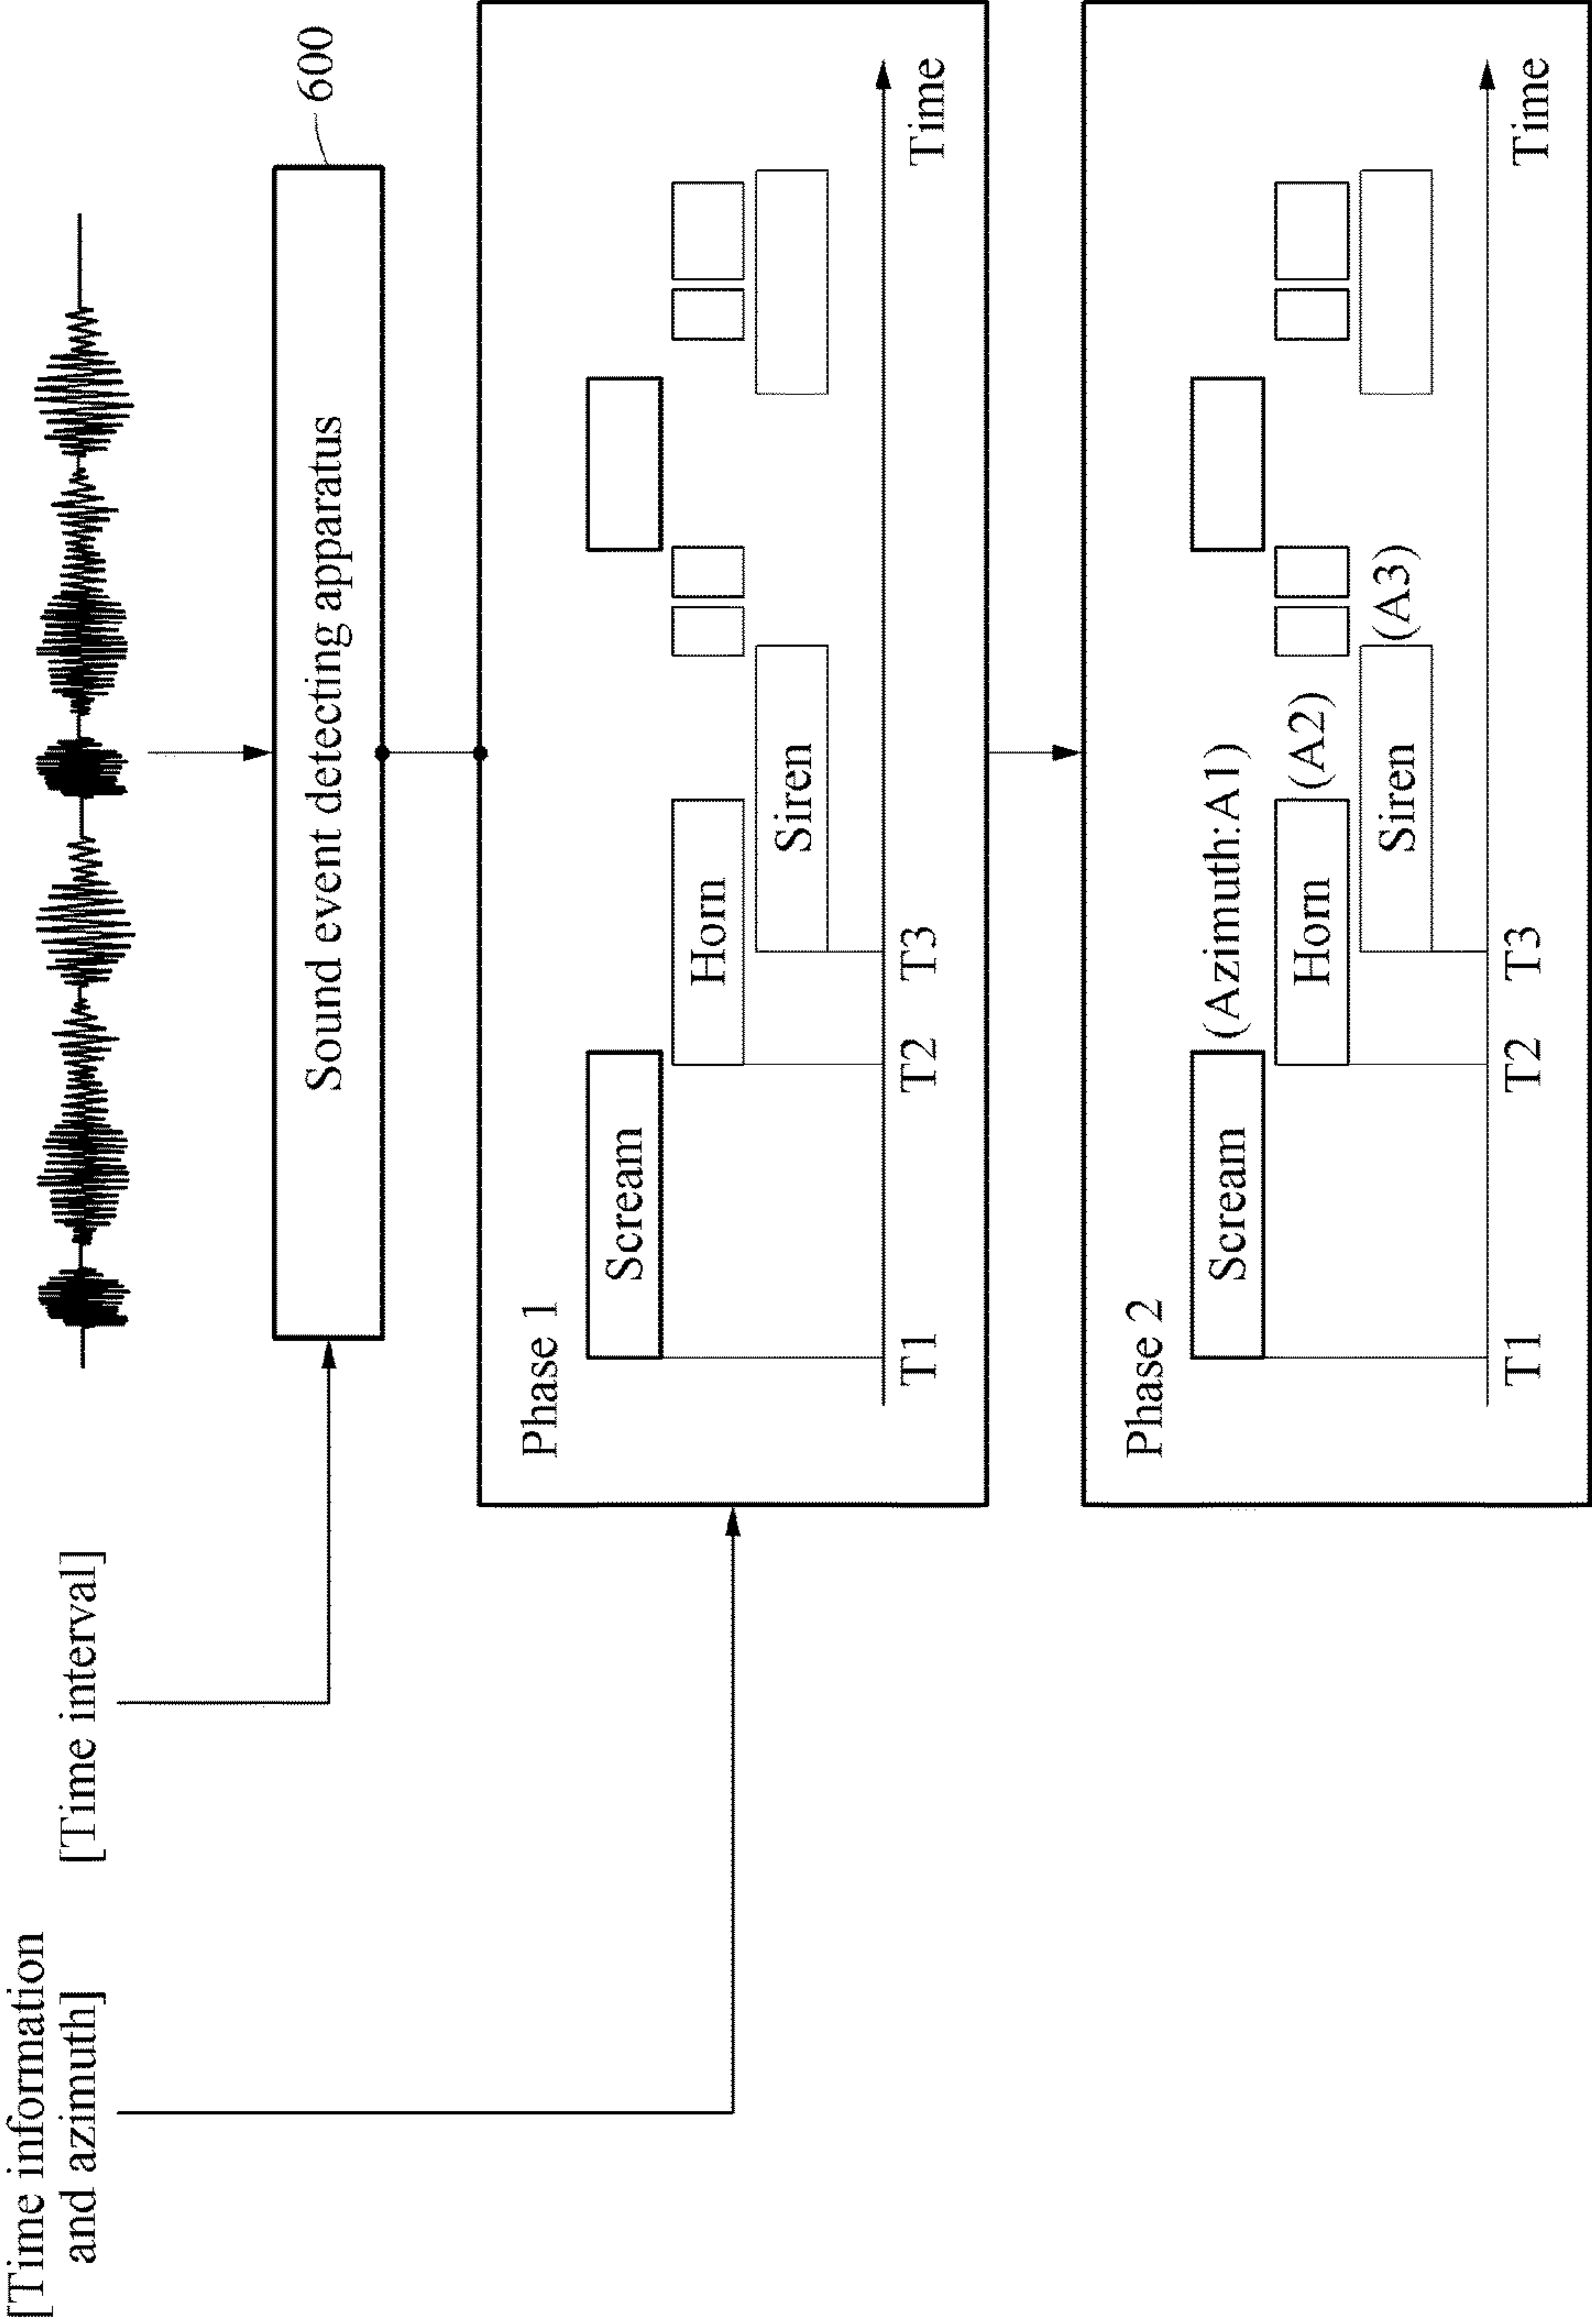 [Time information
and azimuth]
[Time interval]
Sound event detecting apparatus
600
Phase 1
Scream
Horn
Siren
T1
T2
T3
Time
Phase 2
Scream
(Azimuth:A1)
Horn
(A2)
Siren
(A3)
T1
T2
T3
Time